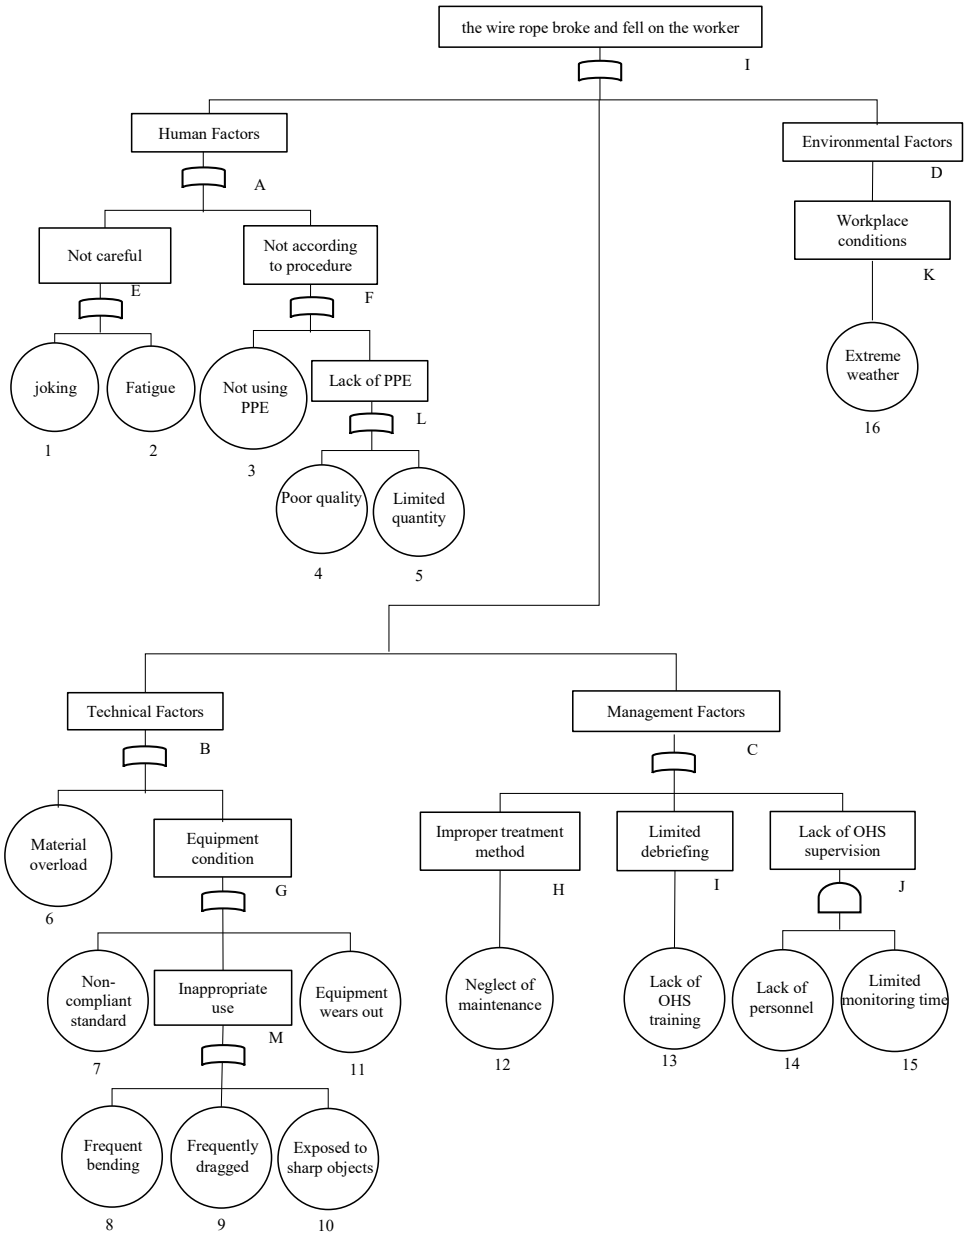 the wire rope broke and fell on the worker
I
Human Factors
A
Environmental Factors
D
Not careful
E
Not according
to procedure
F
Workplace
conditions
K
joking
1
Fatigue
2
Not using
PPE
3
Lack of PPE
L
Extreme
weather
16
Poor quality
4
Limited
quantity
5
Technical Factors
B
Management Factors
C
Material
overload
6
Equipment
condition
G
Improper treatment
method
H
Limited
debriefing
I
Lack of OHS
supervision
J
Non-
compliant
standard
7
Inappropriate
use
M
Equipment
wears out
11
Neglect of
maintenance
12
Lack of
OHS
training
13
Lack of
personnel
14
Limited
monitoring time
15
Frequent
bending
8
Frequently
dragged
9
Exposed to
sharp objects
10